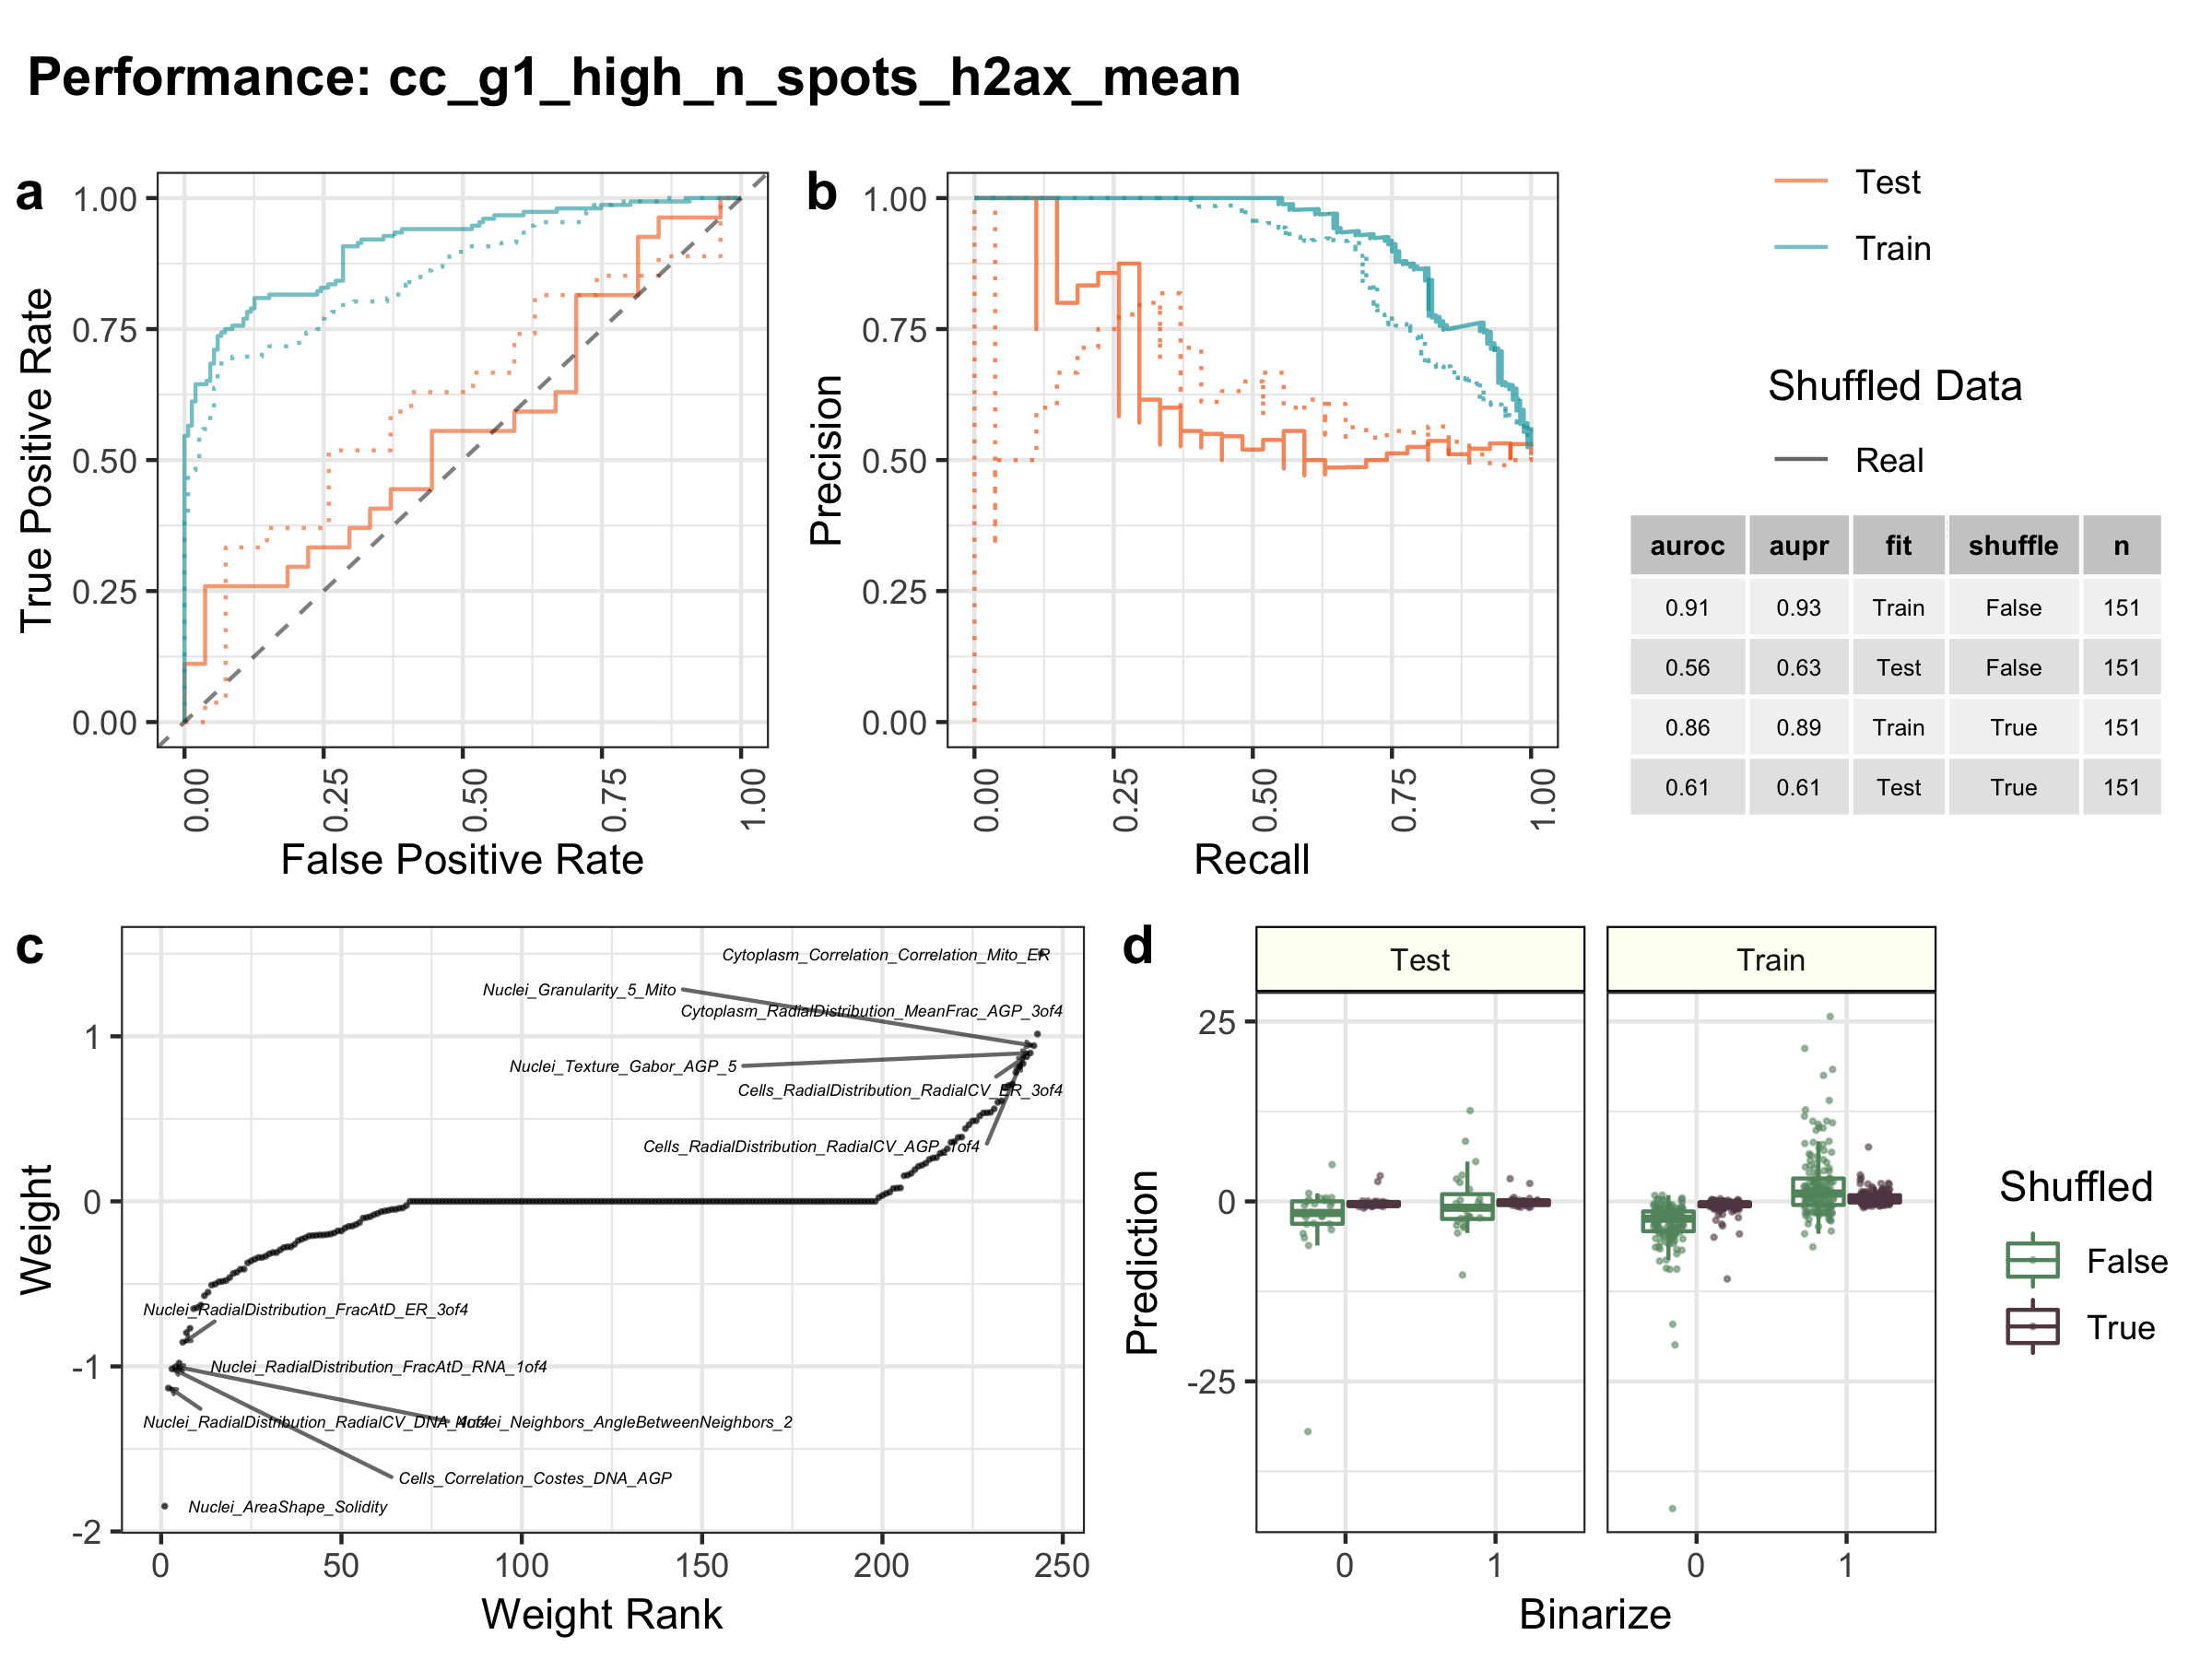 Performance: cc_g1_high_n_spots_h2ax_mean
a
1.00
0.75
0.50
0.25
0.00
True Positive Rate
0.00
0.25
0.50
0.75
1.00
False Positive Rate
b
1.00
0.75
0.50
0.25
0.00
Precision
0.00
0.25
0.50
0.75
1.00
Recall
Test
Train
Shuffled Data
Real
auroc aupr fit shuffle n
0.91 0.93 Train False 151
0.56 0.63 Test False 151
0.86 0.89 Train True 151
0.61 0.61 Test True 151
c
Cytoplasm_Correlation_Correlation_Mito_ER
Nuclei_Granularity_5_Mito
Cytoplasm_RadialDistribution_MeanFrac_AGP_3of4
Nuclei_Texture_Gabor_AGP_5
Cells_RadialDistribution_RadialCV_ER_3of4
Cells_RadialDistribution_RadialCV_AGP_1of4
Nuclei_RadialDistribution_FracAtD_ER_3of4
Nuclei_RadialDistribution_FracAtD_RNA_1of4
Nuclei_RadialDistribution_RadialCV_DNA_4of4
Nuclei_Neighbors_AngleBetweenNeighbors_2
Cells_Correlation_Costes_DNA_AGP
Nuclei_AreaShape_Solidity
1
0
-1
-2
Weight
0
50
100
150
200
250
Weight Rank
d
Test
Train
25
0
-25
Prediction
0
1
0
1
Binarize
Shuffled
False
True